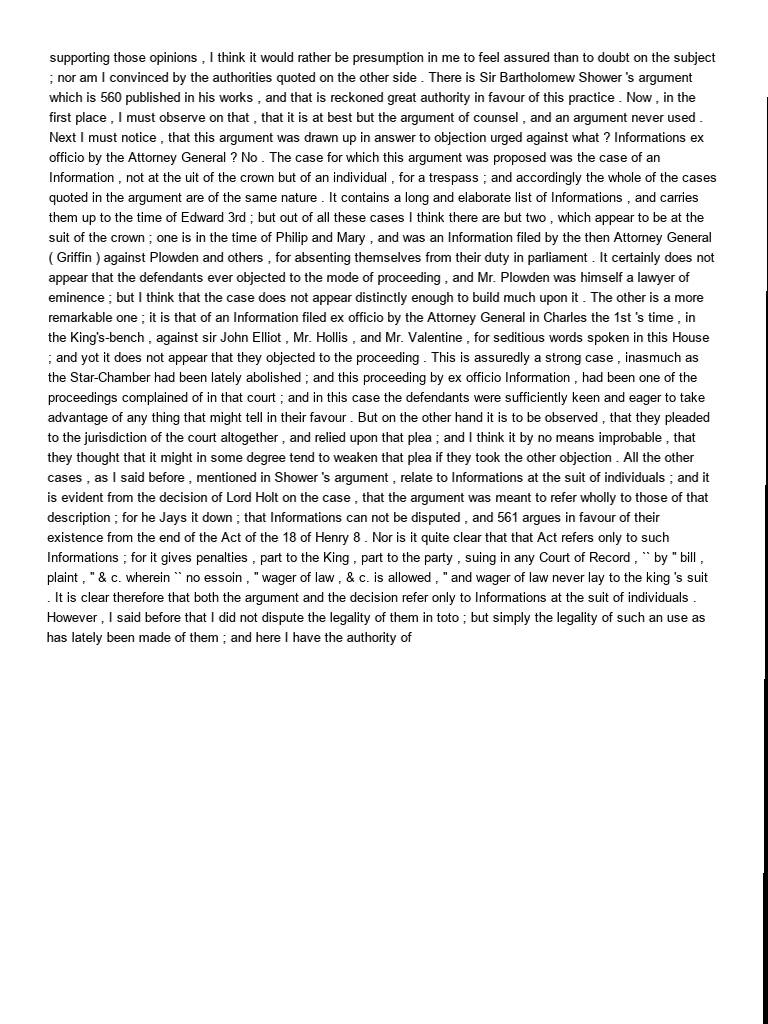 supporting those opinions , I think it would rather be presumption in me to feel assured than to doubt on the subject
; nor am I convinced by the authorities quoted on the other side . There is Sir Bartholomew Shower 's argument
which is 560 published in his works , and that is reckoned great authority in favour of this practice . Now , in the
first place , I must observe on that , that it is at best but the argument of counsel , and an argument never used .
Next I must notice , that this argument was drawn up in answer to objection urged against what ? Informations ex
officio by the Attorney General ? No . The case for which this argument was proposed was the case of an
Information , not at the uit of the crown but of an individual , for a trespass ; and accordingly the whole of the cases
quoted in the argument are of the same nature . It contains a long and elaborate list of Informations , and carries
them up to the time of Edward 3rd ; but out of all these cases I think there are but two , which appear to be at the
suit of the crown ; one is in the time of Philip and Mary , and was an Information filed by the then Attorney General
( Griffin ) against Plowden and others , for absenting themselves from their duty in parliament . It certainly does not
appear that the defendants ever objected to the mode of proceeding , and Mr. Plowden was himself a lawyer of
eminence ; but I think that the case does not appear distinctly enough to build much upon it . The other is a more
remarkable one ; it is that of an Information filed ex officio by the Attorney General in Charles the 1st 's time , in
the King's-bench , against sir John Elliot , Mr. Hollis , and Mr. Valentine , for seditious words spoken in this House
; and yot it does not appear that they objected to the proceeding . This is assuredly a strong case , inasmuch as
the Star-Chamber had been lately abolished ; and this proceeding by ex officio Information , had been one of the
proceedings complained of in that court ; and in this case the defendants were sufficiently keen and eager to take
advantage of any thing that might tell in their favour . But on the other hand it is to be observed , that they pleaded
to the jurisdiction of the court altogether , and relied upon that plea ; and I think it by no means improbable , that
they thought that it might in some degree tend to weaken that plea if they took the other objection . All the other
cases , as I said before , mentioned in Shower 's argument , relate to Informations at the suit of individuals ; and it
is evident from the decision of Lord Holt on the case , that the argument was meant to refer wholly to those of that
description ; for he Jays it down ; that Informations can not be disputed , and 561 argues in favour of their
existence from the end of the Act of the 18 of Henry 8 . Nor is it quite clear that that Act refers only to such
Informations ; for it gives penalties , part to the King , part to the party , suing in any Court of Record , `` by " bill ,
plaint , " & c. wherein `` no essoin , " wager of law , & c. is allowed , " and wager of law never lay to the king 's suit
. It is clear therefore that both the argument and the decision refer only to Informations at the suit of individuals .
However , I said before that I did not dispute the legality of them in toto ; but simply the legality of such an use as
has lately been made of them ; and here I have the authority of